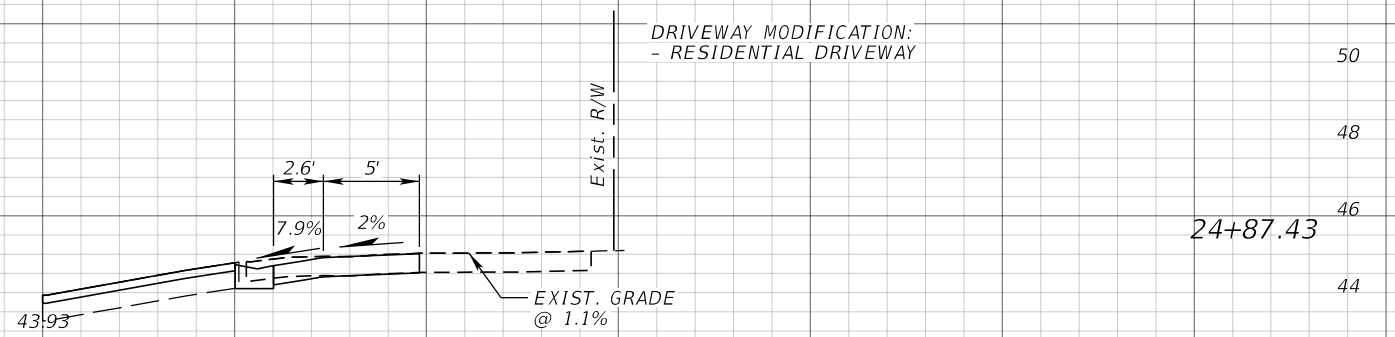 DRIVEWAY MODIFICATION:
- RESIDENTIAL DRIVEWAY
50
Exist. R/W
48
2.6'
5'
46
7.9%
2%
24+87.43
44
EXIST. GRADE
@ 1.1%
43.93